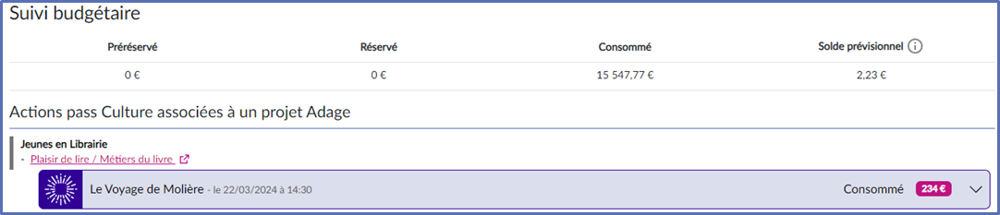 Suivi budgétaire
Préréservé Réservé Consommé Solde prévisionnel
0 € 0 € 15 547,77 € 2,23 €
Actions pass Culture associées à un projet Adage
Jeunes en Librairie
- Plaisir de lire / Métiers du livre
Le Voyage de Molière - le 22/03/2024 à 14:30 Consommé 234 €